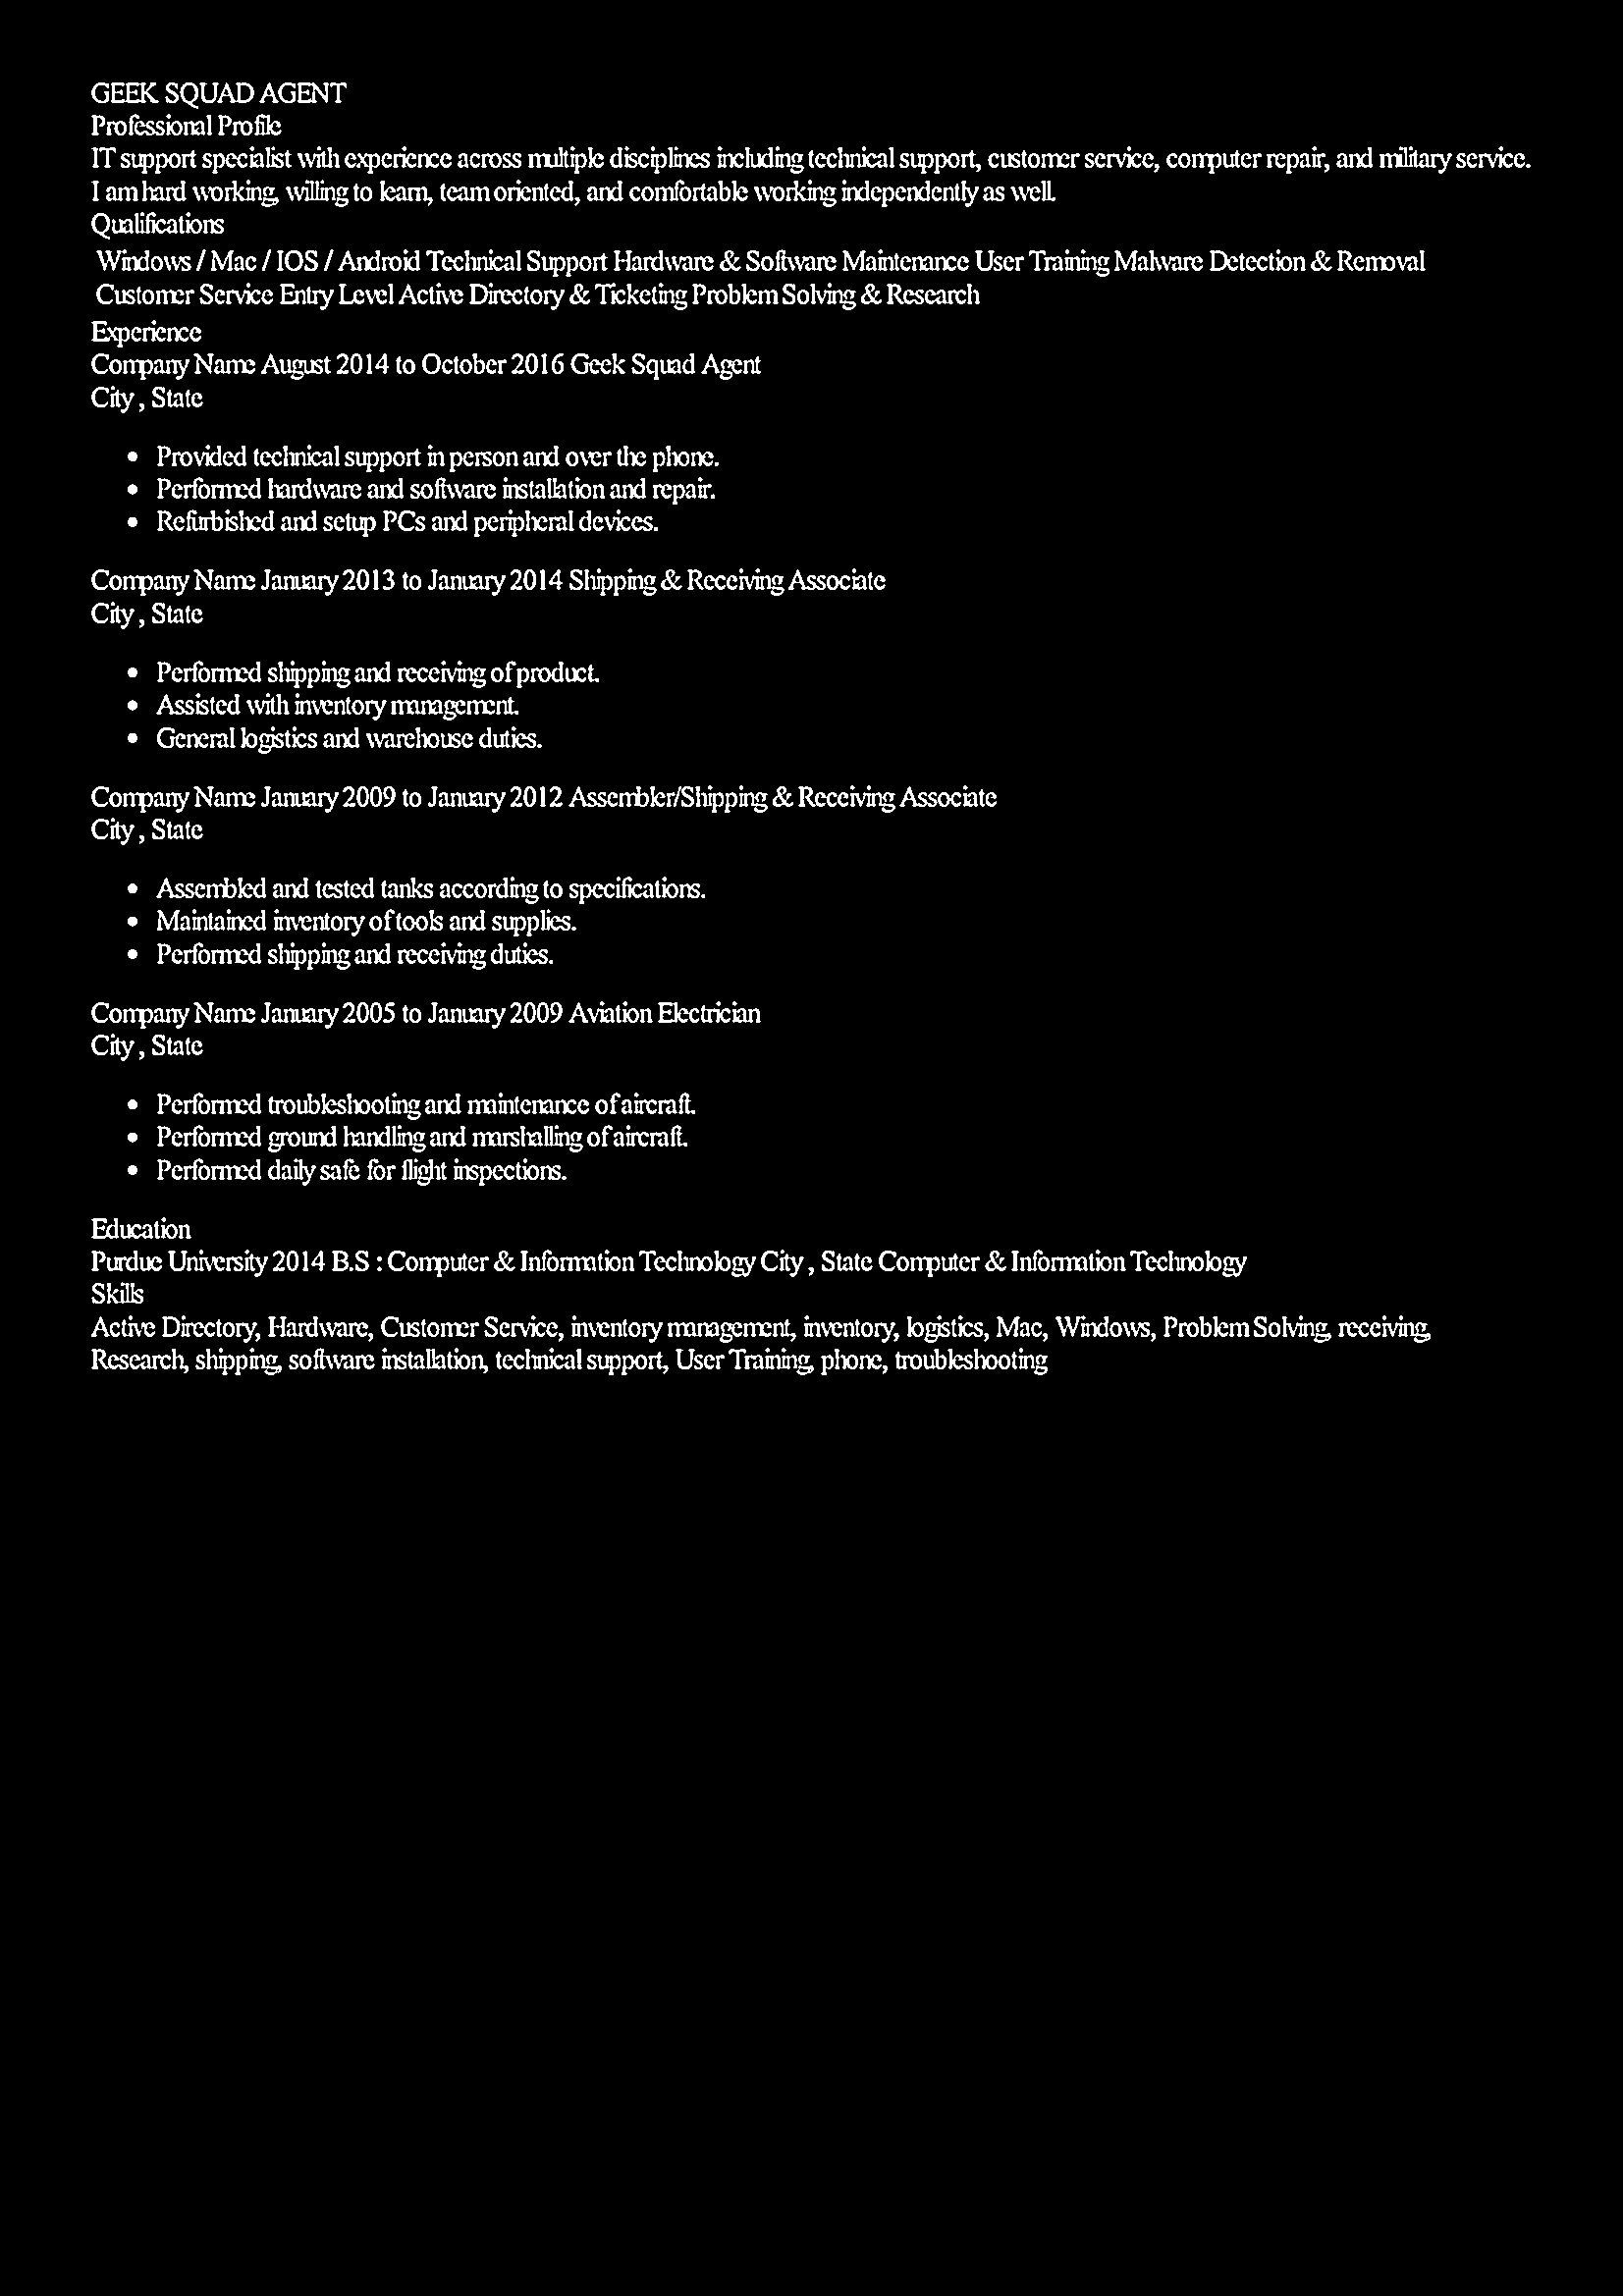 GEEK SQUAD AGENT
Professional Profile
IT support specialist with experience across multiple disciplines including technical support, customer service, computer repair, and military service.
I am hard working, willing to learn, team oriented, and comfortable working independently as well.
Qualifications
Windows / Mac / IOS / Android Technical Support Hardware & Software Maintenance User Training Malware Detection & Removal
Customer Service Entry Level Active Directory & Ticketing Problem Solving & Research
Experience
Company Name August 2014 to October 2016 Geek Squad Agent
City , State
• Provided technical support in person and over the phone.
• Performed hardware and software installation and repair.
• Refurbished and setup PCs and peripheral devices.
Company Name January 2013 to January 2014 Shipping & Receiving Associate
City , State
• Performed shipping and receiving of product.
• Assisted with inventory management.
• General logistics and warehouse duties.
Company Name January 2009 to January 2012 Assembler/Shipping & Receiving Associate
City , State
• Assembled and tested tanks according to specifications.
• Maintained inventory of tools and supplies.
• Performed shipping and receiving duties.
Company Name January 2005 to January 2009 Aviation Electrician
City , State
• Performed troubleshooting and maintenance of aircraft.
• Performed ground handling and marshalling of aircraft.
• Performed daily safe for flight inspections.
Education
Purdue University 2014 B.S : Computer & Information Technology City , State Computer & Information Technology
Skills
Active Directory, Hardware, Customer Service, inventory management, inventory, logistics, Mac, Windows, Problem Solving, receiving,
Research, shipping, software installation, technical support, User Training, phone, troubleshooting